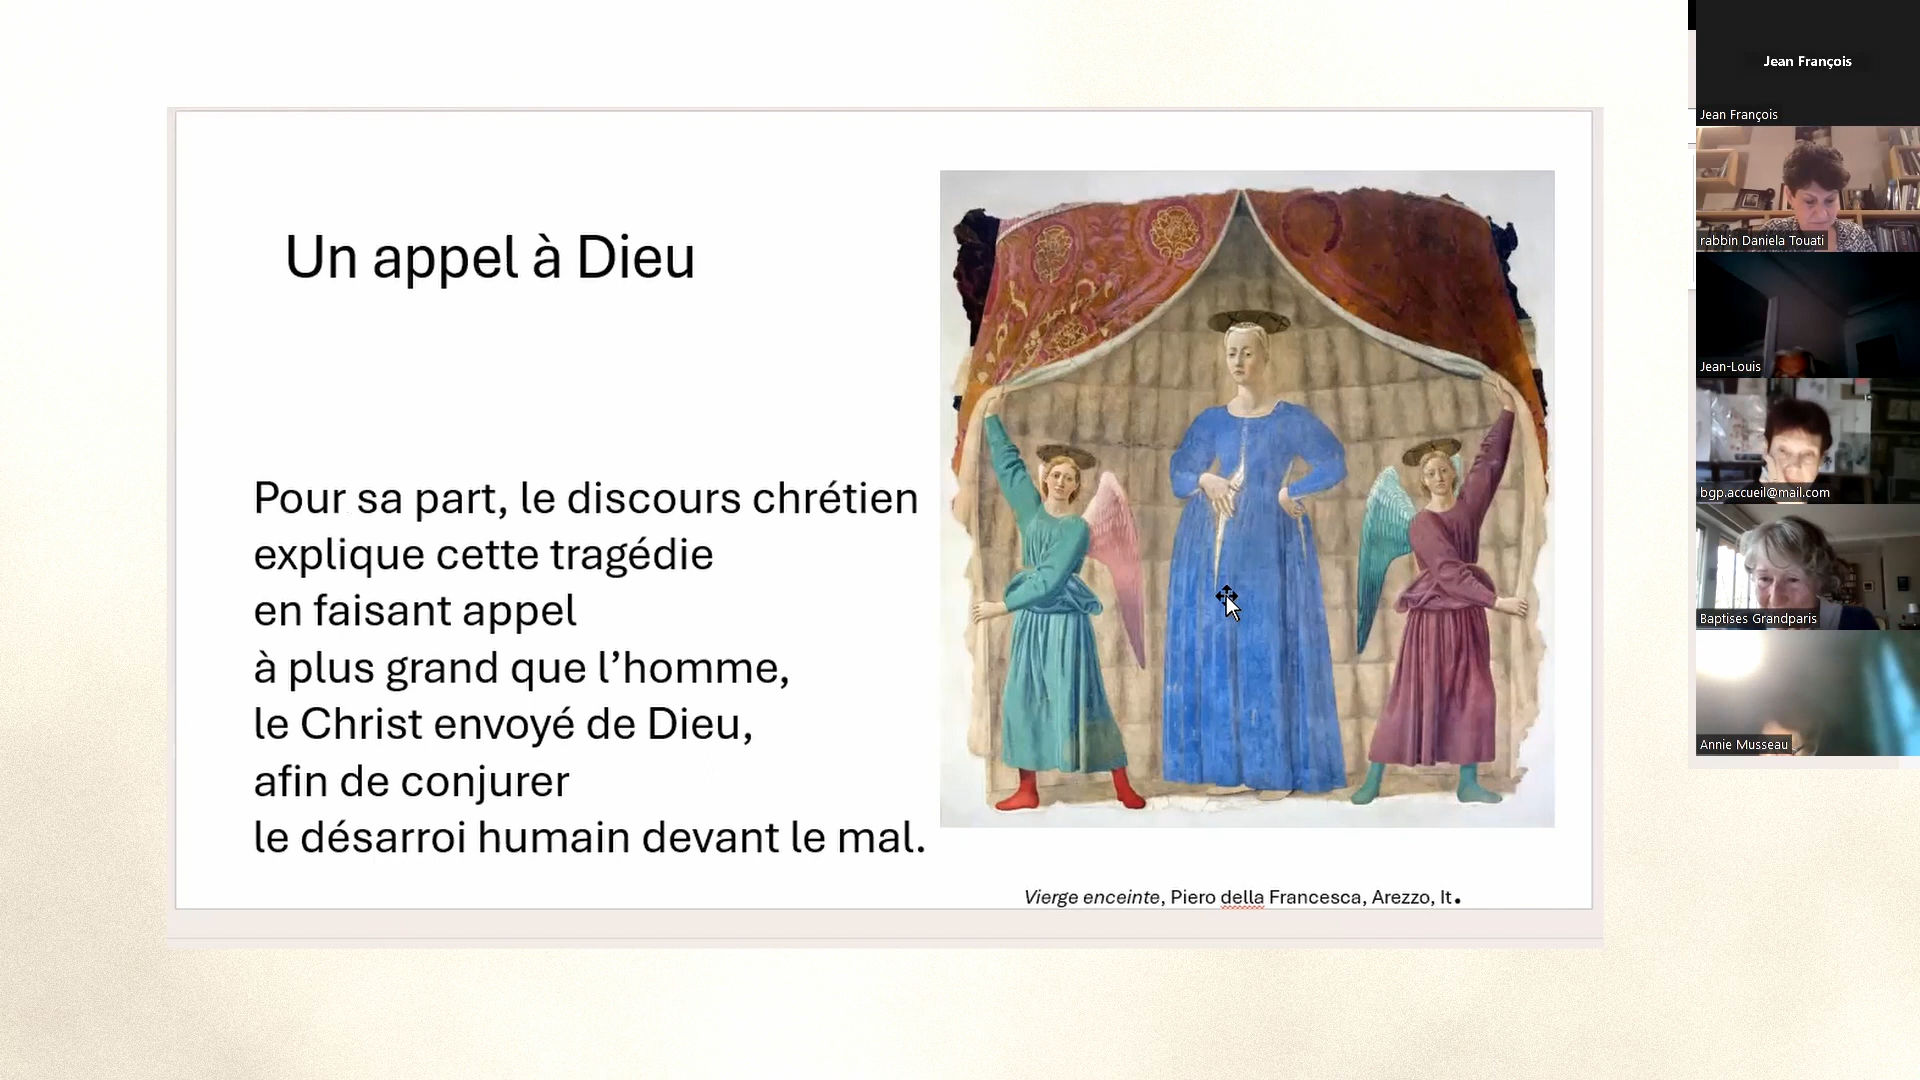 Un appel à Dieu
Pour sa part, le discours chrétien
explique cette tragédie
en faisant appel
à plus grand que l’homme,
le Christ envoyé de Dieu,
afin de conjurer
le désarroi humain devant le mal.
Vierge enceinte, Piero della Francesca, Arezzo, It.
Jean François
Jean François
rabbin Daniela Touati
Jean-Louis
bgp.accueil@mail.com
Baptises Grandparis
Annie Musseau